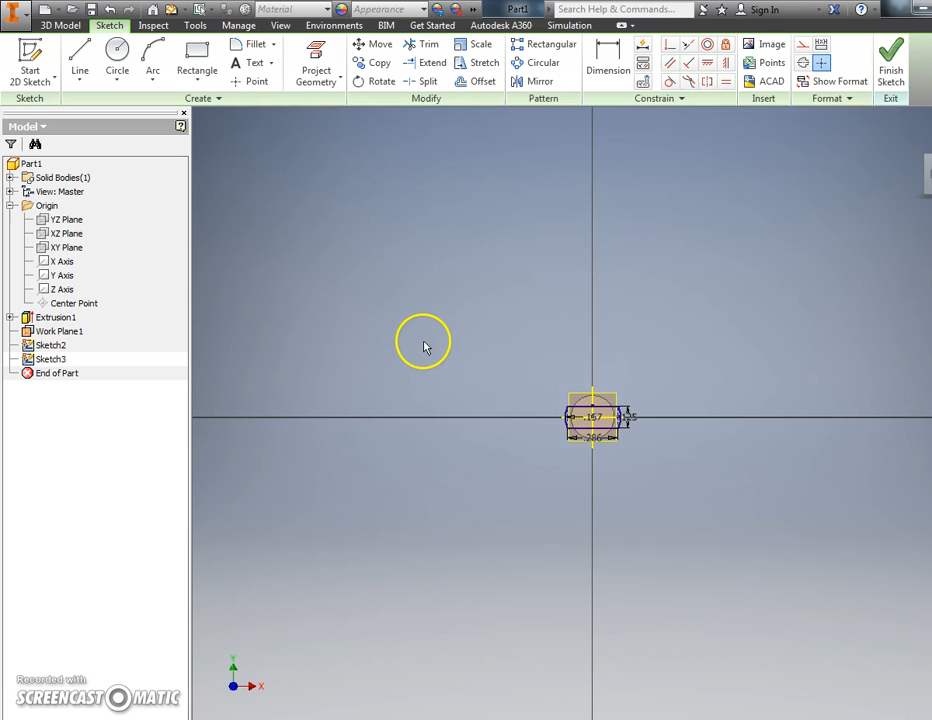 Material
Appearance
Part1
Search Help & Commands...
Sign In
3D Model Sketch Inspect Tools Manage View Environments BIM Get Started Autodesk A360 Simulation
Start
2D Sketch
Line
Circle
Arc
Rectangle
Fillet
Text
Point
Project
Geometry
Move
Copy
Rotate
Trim
Extend
Split
Scale
Stretch
Offset
Rectangular
Circular
Mirror
Dimension
Image
Points
ACAD
Show Format
Finish
Sketch
Sketch Create Modify Pattern Constrain Insert Format Exit
Model
Part1
Solid Bodies(1)
View: Master
Origin
YZ Plane
XZ Plane
XY Plane
X Axis
Y Axis
Z Axis
Center Point
Extrusion1
Work Plane1
Sketch2
Sketch3
End of Part
.157
.286
Y
X
Recorded with
SCREENCAST-O-MATIC